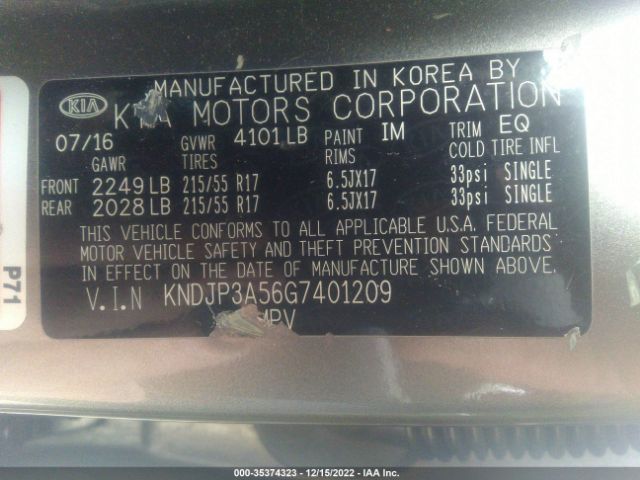 MANUFACTURED IN KOREA BY
KIA
KIA MOTORS CORPORATION
07/16 GVWR 4101LB PAINT IM TRIM EQ
GAWR TIRES RIMS COLD TIRE INFL
FRONT 2249LB 215/55 R17 6.5JX17 33psi SINGLE
REAR 2028LB 215/55 R17 6.5JX17 33psi SINGLE
THIS VEHICLE CONFORMS TO ALL APPLICABLE U.S.A. FEDERAL
MOTOR VEHICLE SAFETY AND THEFT PREVENTION STANDARDS
IN EFFECT ON THE DATE OF MANUFACTURE SHOWN ABOVE.
V.I.N KNDJP3A56G7401209
MPV
P71
000-35374323 - 12/15/2022 - IAA Inc.